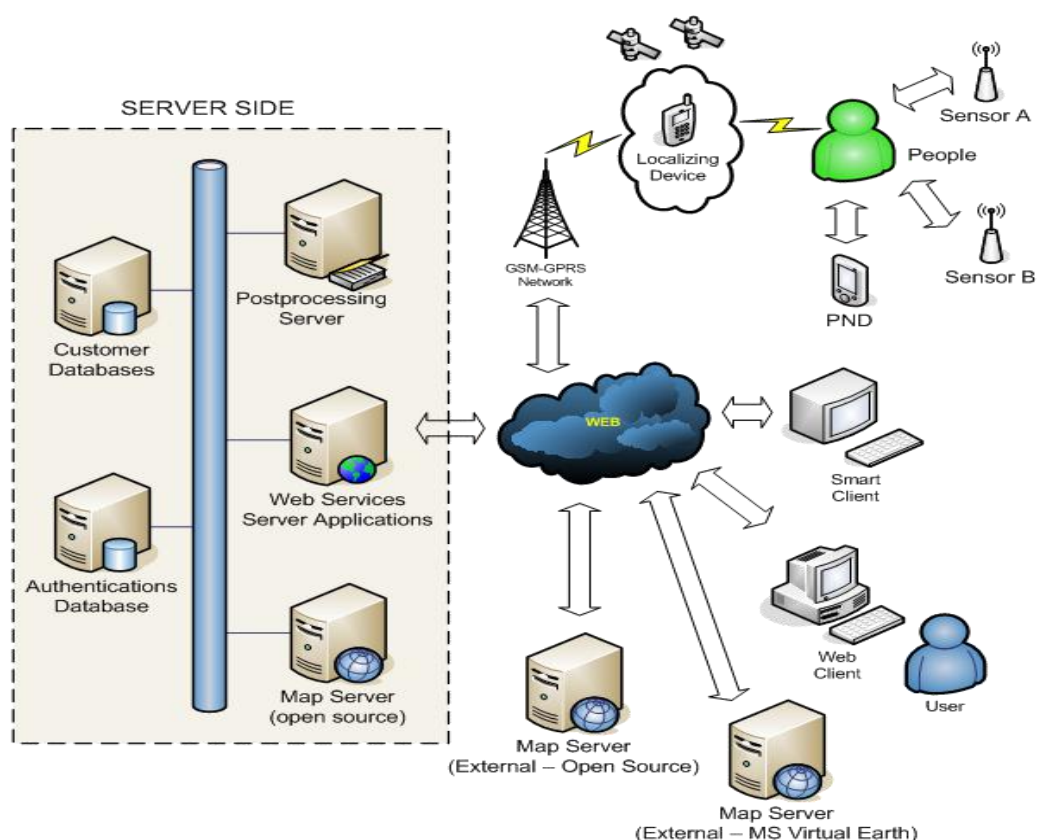 SERVER SIDE
Postprocessing
Server
Customer
Databases
Web Services
Server Applications
Authentications
Database
Map Server
(open source)
Localizing
Device
GSM-GPRS
Network
People
Sensor A
Sensor B
PND
WEB
Smart
Client
Web
Client
User
Map Server
(External – Open Source)
Map Server
(External – MS Virtual Earth)